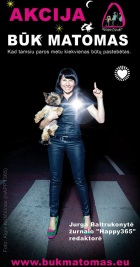 AKCIJA
BŪK MATOMAS
Kad tamsiu paros metu kiekvienas būtų pastebėtas.
Jurga Baltrukonytė
žurnalo "Happy365"
redaktorė
www.bukmatomas.eu